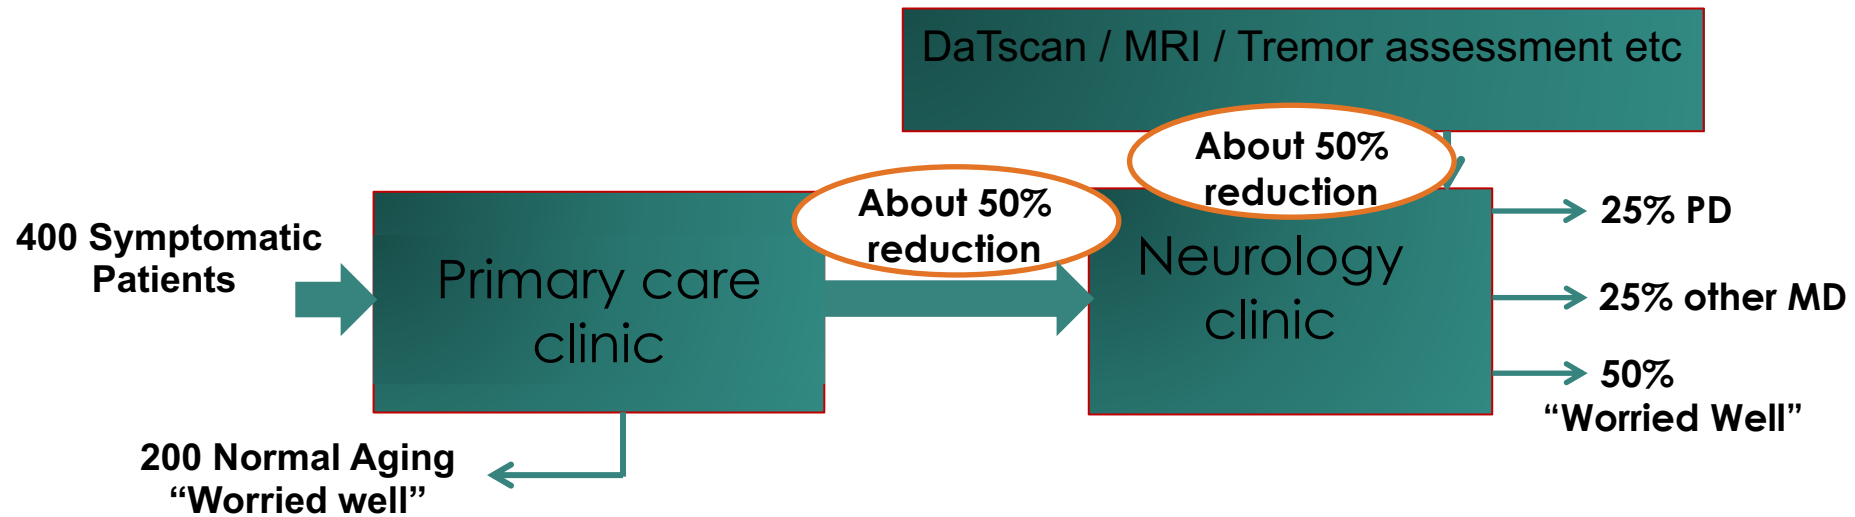 DaTscan / MRI / Tremor assessment etc
About 50%
reduction
About 50%
reduction
400 Symptomatic
Patients
Primary care
clinic
Neurology
clinic
25% PD
25% other MD
50%
“Worried Well”
200 Normal Aging
“Worried well”